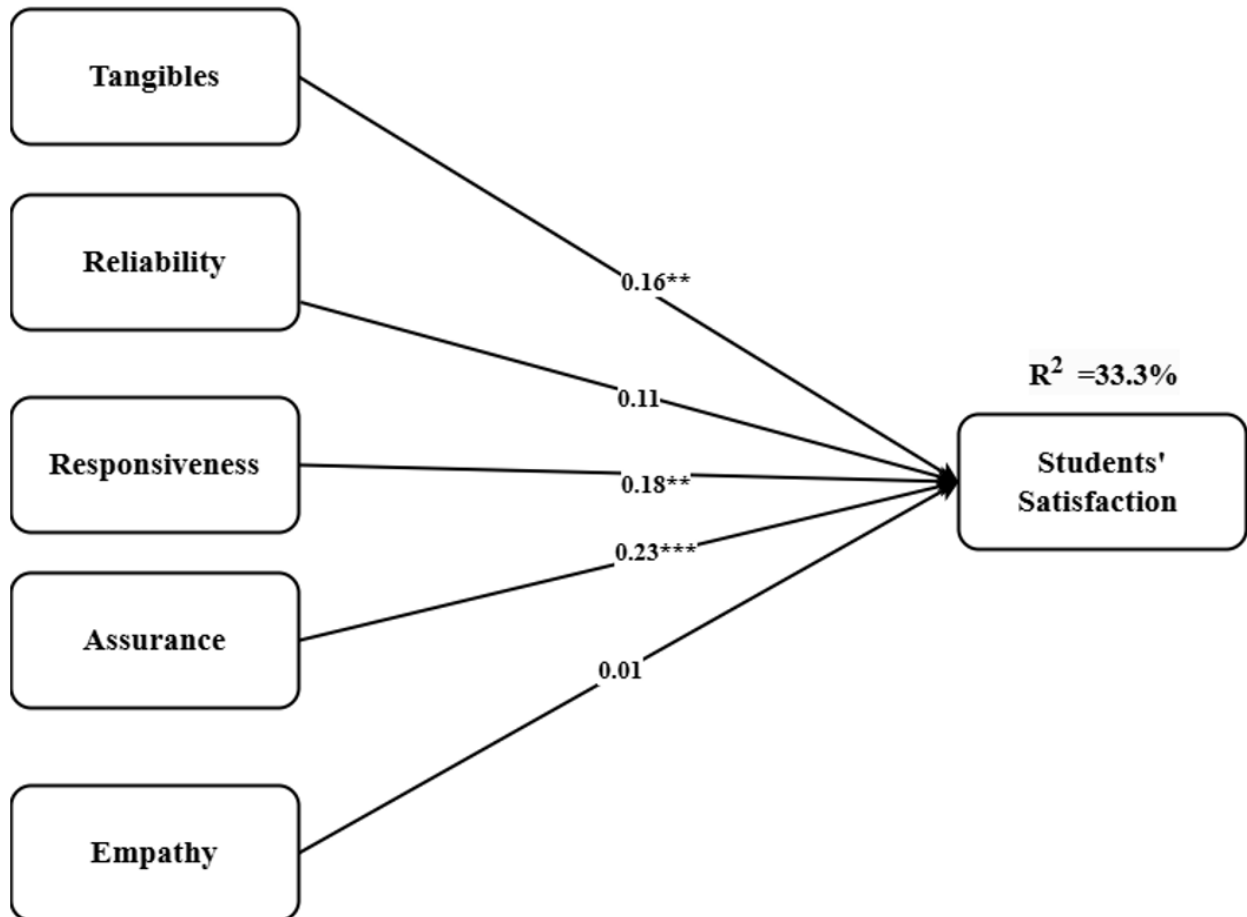 Tangibles
Reliability
Responsiveness
Assurance
Empathy
0.16**
0.11
0.18**
0.23***
0.01
R² =33.3%
Students'
Satisfaction